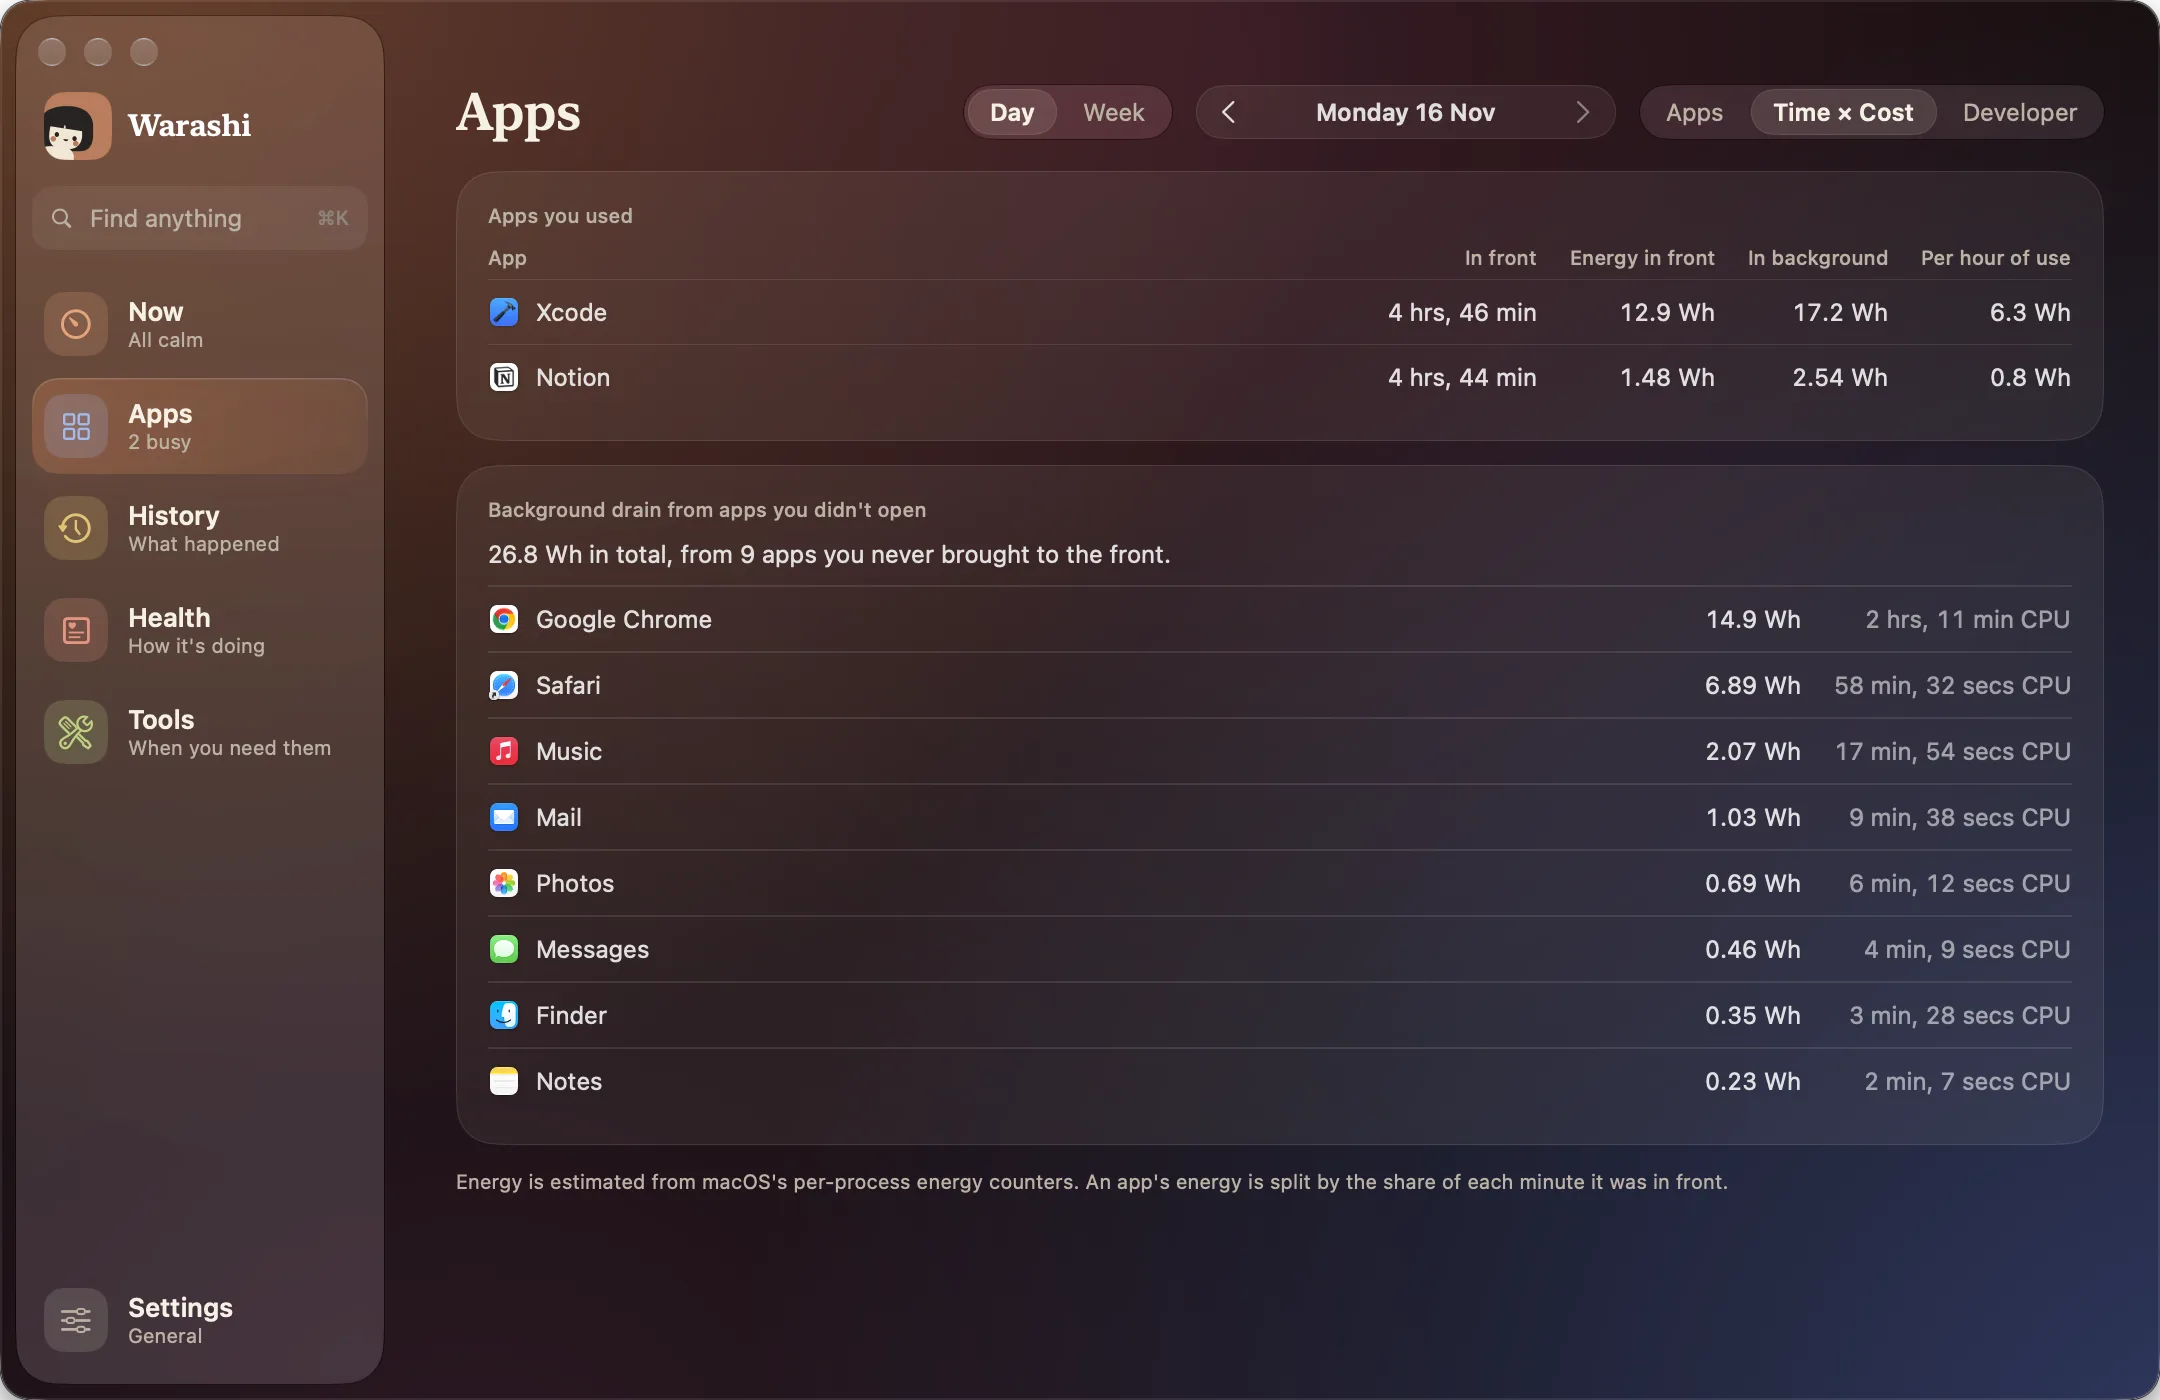 Warashi
Find anything ⌘K
Now
All calm
Apps
2 busy
History
What happened
Health
How it's doing
Tools
When you need them
Settings
General
Apps
Day Week
Monday 16 Nov
Apps Time × Cost Developer
Apps you used
App In front Energy in front In background Per hour of use
Xcode 4 hrs, 46 min 12.9 Wh 17.2 Wh 6.3 Wh
Notion 4 hrs, 44 min 1.48 Wh 2.54 Wh 0.8 Wh
Background drain from apps you didn't open
26.8 Wh in total, from 9 apps you never brought to the front.
Google Chrome 14.9 Wh 2 hrs, 11 min CPU
Safari 6.89 Wh 58 min, 32 secs CPU
Music 2.07 Wh 17 min, 54 secs CPU
Mail 1.03 Wh 9 min, 38 secs CPU
Photos 0.69 Wh 6 min, 12 secs CPU
Messages 0.46 Wh 4 min, 9 secs CPU
Finder 0.35 Wh 3 min, 28 secs CPU
Notes 0.23 Wh 2 min, 7 secs CPU
Energy is estimated from macOS's per-process energy counters. An app's energy is split by the share of each minute it was in front.